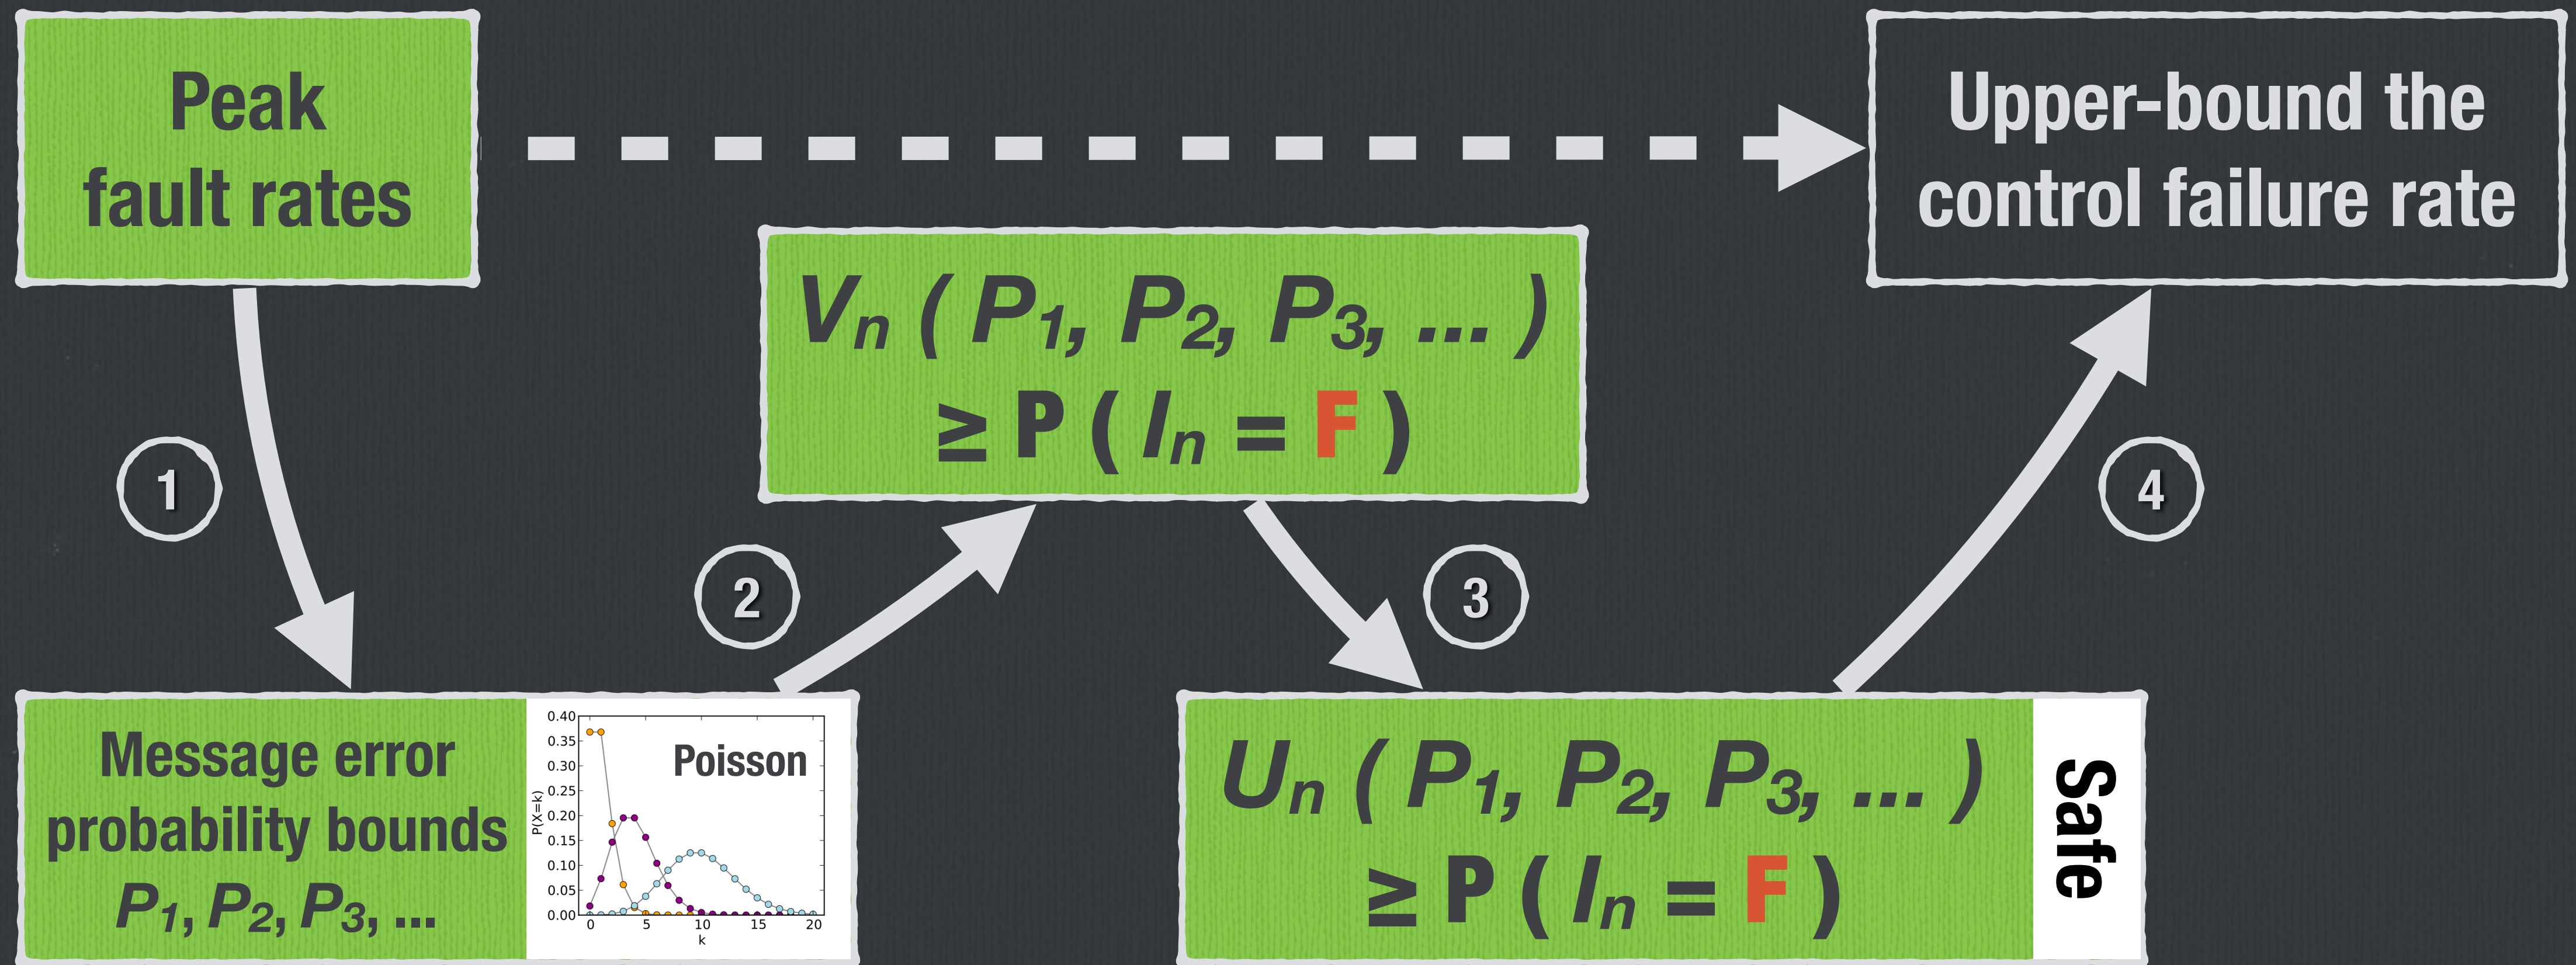 Peak
fault rates
Upper-bound the
control failure rate
Vn ( P1, P2, P3, ... )
≥ P ( In = F )
1
2
3
4
Message error
probability bounds
P1, P2, P3, ...
0.40
0.35
0.30
0.25
0.20
0.15
0.10
0.05
0.00
P(X=k)
Poisson
0 5 10 15 20
k
Un ( P1, P2, P3, ... )
≥ P ( In = F )
Safe